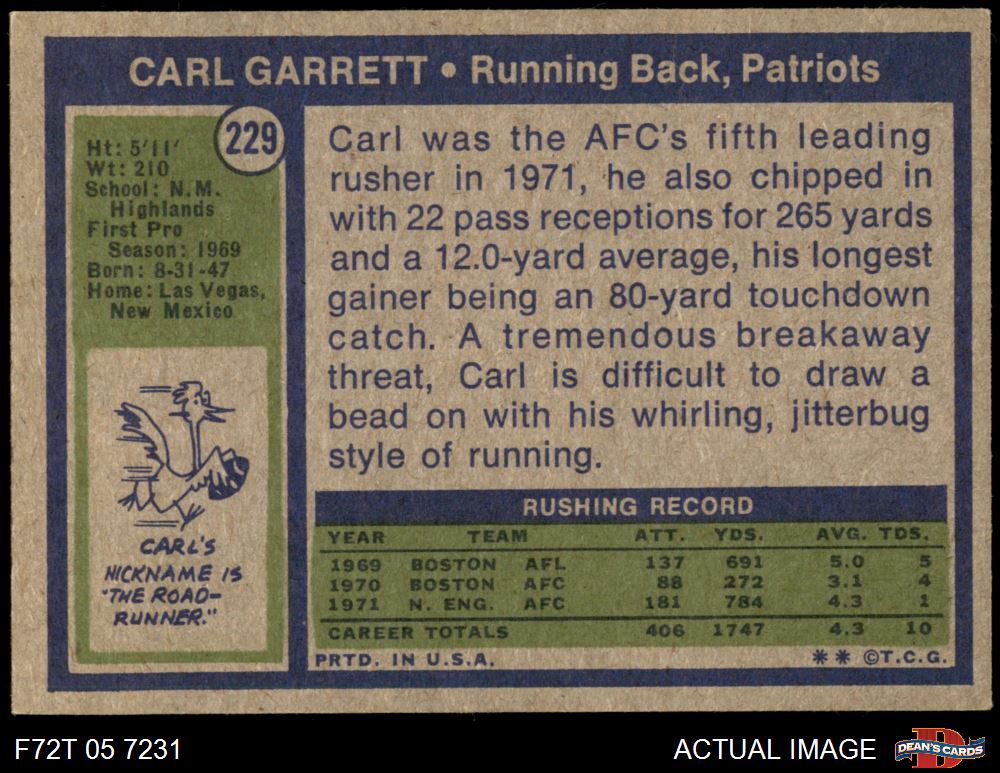 CARL GARRETT • Running Back, Patriots
229
Ht: 5'11'
Wt: 210
School: N.M.
Highlands
First Pro
Season: 1969
Born: 8-31-47
Home: Las Vegas,
New Mexico
CARL'S
NICKNAME IS
"THE ROAD-
RUNNER."
Carl was the AFC's fifth leading
rusher in 1971, he also chipped in
with 22 pass receptions for 265 yards
and a 12.0-yard average, his longest
gainer being an 80-yard touchdown
catch. A tremendous breakaway
threat, Carl is difficult to draw a
bead on with his whirling, jitterbug
style of running.
RUSHING RECORD
YEAR TEAM ATT. YDS. AVG. TDS.
1969 BOSTON AFL 137 691 5.0 5
1970 BOSTON AFC 88 272 3.1 4
1971 N. ENG. AFC 181 784 4.3 1
CAREER TOTALS 406 1747 4.3 10
PRTD. IN U.S.A. ** ©T.C.G.
F72T 05 7231 ACTUAL IMAGE D DEAN'S CARDS